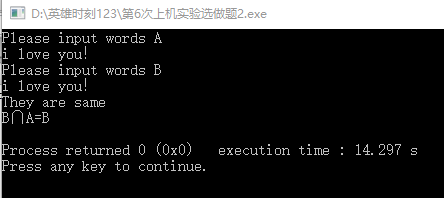 D:\英雄时刻123\第6次上机实验选做题2.exe
Please input words A
i love you!
Please input words B
i love you!
They are same
B∩A=B
Process returned 0 (0x0)   execution time : 14.297 s
Press any key to continue.